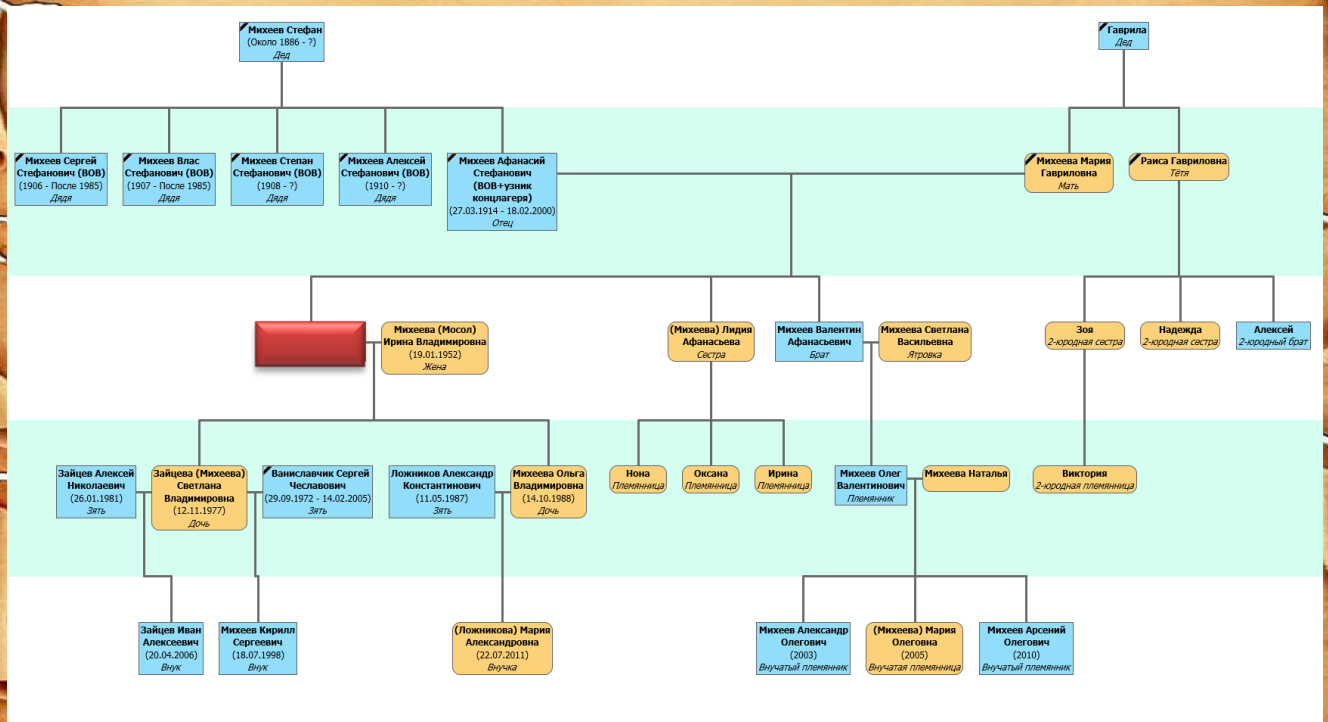 Михеев Стефан
(Около 1886 - ?)
Дед
Гаврила
Дед
Михеев Сергей
Стефанович (ВОВ)
(1906 - После 1985)
Дядя
Михеев Влас
Стефанович (ВОВ)
(1907 - После 1985)
Дядя
Михеев Степан
Стефанович (ВОВ)
(1908 - ?)
Дядя
Михеев Алексей
Стефанович (ВОВ)
(1910 - ?)
Дядя
Михеев Афанасий
Стефанович
(ВОВ+узник
концлагеря)
(27.03.1914 - 18.02.2000)
Отец
Михеева Мария
Гавриловна
Мать
Раиса Гавриловна
Тётя
Михеева (Мосол)
Ирина Владимировна
(19.01.1952)
Жена
(Михеева) Лидия
Афанасьева
Сестра
Михеев Валентин
Афанасьевич
Брат
Михеева Светлана
Васильевна
Ятровка
Зоя
2-юродная сестра
Надежда
2-юродная сестра
Алексей
2-юродный брат
Зайцев Алексей
Николаевич
(26.01.1981)
Зять
Зайцева (Михеева)
Светлана
Владимировна
(12.11.1977)
Дочь
Ваниславчик Сергей
Чеславович
(29.09.1972 - 14.02.2005)
Зять
Ложников Александр
Константинович
(11.05.1987)
Зять
Михеева Ольга
Владимировна
(14.10.1988)
Дочь
Нона
Племянница
Оксана
Племянница
Ирина
Племянница
Михеев Олег
Валентинович
Племянник
Михеева Наталья
Виктория
2-юродная племянница
Зайцев Иван
Алексеевич
(20.04.2006)
Внук
Михеев Кирилл
Сергеевич
(18.07.1998)
Внук
(Ложникова) Мария
Александровна
(22.07.2011)
Внучка
Михеев Александр
Олегович
(2003)
Внучатый племянник
(Михеева) Мария
Олеговна
(2005)
Внучатая племянница
Михеев Арсений
Олегович
(2010)
Внучатый племянник